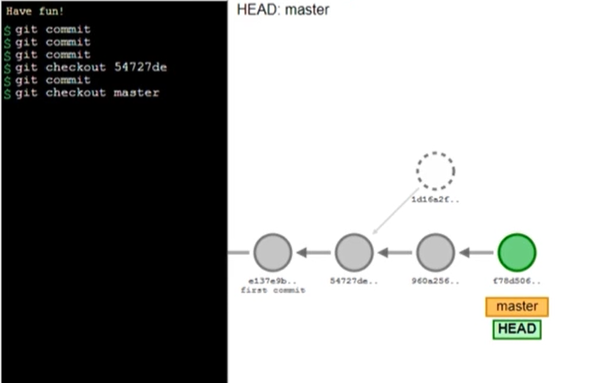 Have fun!
$ git commit
$ git commit
$ git commit
$ git checkout 54727de
$ git commit
$ git checkout master
HEAD: master
1d16a2f..
e137e9b..
first commit
54727de..
960a256..
f78d506..
master
HEAD